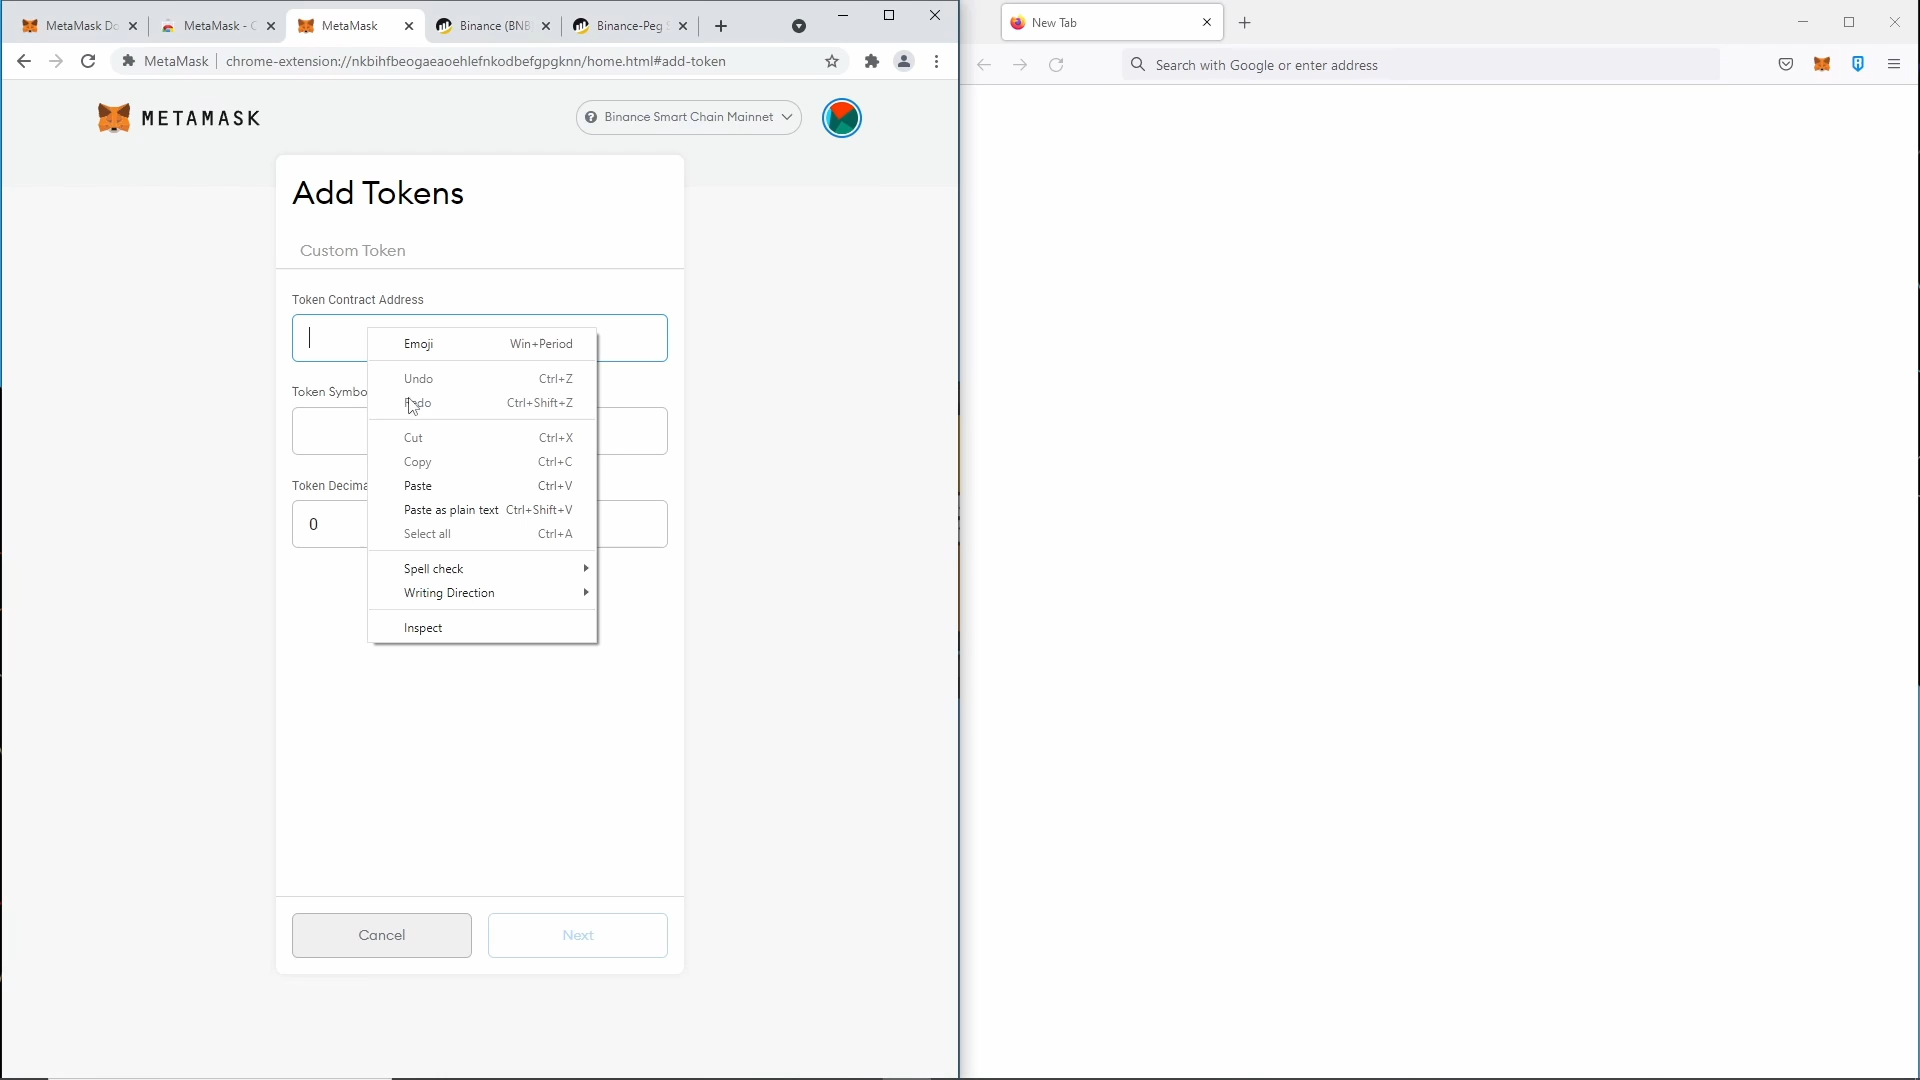 MetaMask Do
MetaMask - C
MetaMask
Binance (BNB)
Binance-Peg S
New Tab
MetaMask
chrome-extension://nkbihfbeogaeaoehlefnkodbefgpgknn/home.html#add-token
Search with Google or enter address
METAMASK
Binance Smart Chain Mainnet
Add Tokens
Custom Token
Token Contract Address
Emoji Win+Period
Undo Ctrl+Z
Token Symbo
Redo Ctrl+Shift+Z
Cut Ctrl+X
Copy Ctrl+C
Token Decima
Paste Ctrl+V
Paste as plain text Ctrl+Shift+V
0
Select all Ctrl+A
Spell check
Writing Direction
Inspect
Cancel
Next